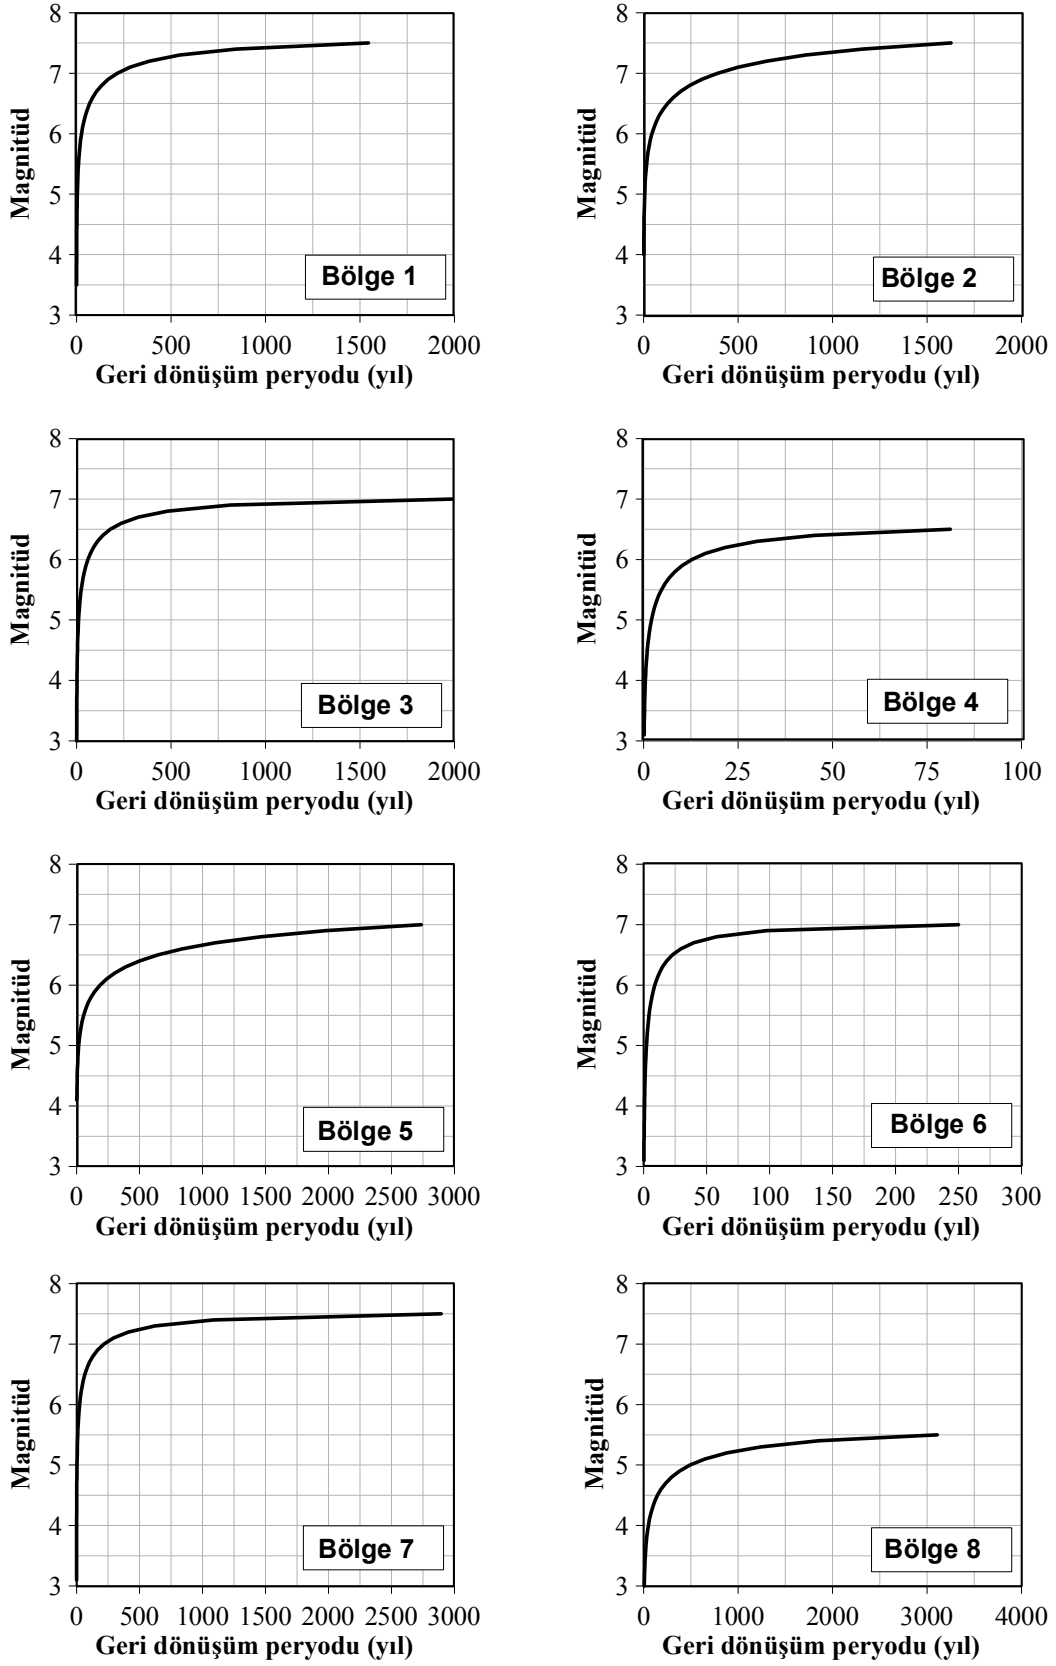 8
7
6
5
4
3
Magnitüd
Bölge 1
0 500 1000 1500 2000
Geri dönüşüm peryodu (yıl)
8
7
6
5
4
3
Magnitüd
Bölge 2
0 500 1000 1500 2000
Geri dönüşüm peryodu (yıl)
8
7
6
5
4
3
Magnitüd
Bölge 3
0 500 1000 1500 2000
Geri dönüşüm peryodu (yıl)
8
7
6
5
4
3
Magnitüd
Bölge 4
0 25 50 75 100
Geri dönüşüm peryodu (yıl)
8
7
6
5
4
3
Magnitüd
Bölge 5
0 500 1000 1500 2000 2500 3000
Geri dönüşüm peryodu (yıl)
8
7
6
5
4
3
Magnitüd
Bölge 6
0 50 100 150 200 250 300
Geri dönüşüm peryodu (yıl)
8
7
6
5
4
3
Magnitüd
Bölge 7
0 500 1000 1500 2000 2500 3000
Geri dönüşüm peryodu (yıl)
8
7
6
5
4
3
Magnitüd
Bölge 8
0 1000 2000 3000 4000
Geri dönüşüm peryodu (yıl)